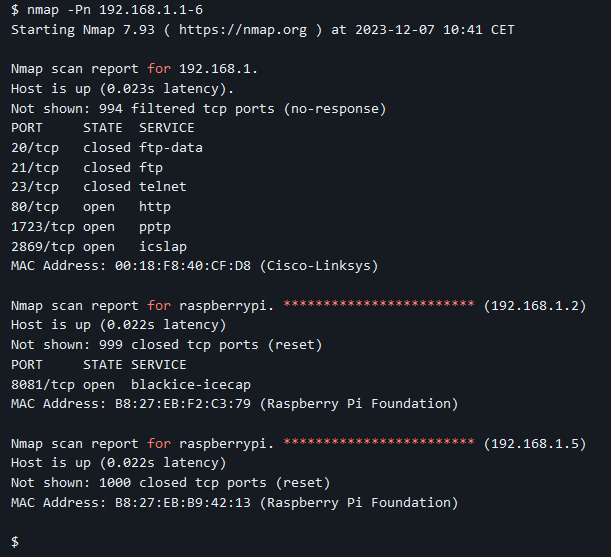 $ nmap -Pn 192.168.1.1-6
Starting Nmap 7.93 ( https://nmap.org ) at 2023-12-07 10:41 CET

Nmap scan report for 192.168.1.
Host is up (0.023s latency).
Not shown: 994 filtered tcp ports (no-response)
PORT     STATE  SERVICE
20/tcp   closed ftp-data
21/tcp   closed ftp
23/tcp   closed telnet
80/tcp   open   http
1723/tcp open   pptp
2869/tcp open   icslap
MAC Address: 00:18:F8:40:CF:D8 (Cisco-Linksys)

Nmap scan report for raspberrypi. ************************ (192.168.1.2)
Host is up (0.022s latency)
Not shown: 999 closed tcp ports (reset)
PORT     STATE SERVICE
8081/tcp open  blackice-icecap
MAC Address: B8:27:EB:F2:C3:79 (Raspberry Pi Foundation)

Nmap scan report for raspberrypi. ************************ (192.168.1.5)
Host is up (0.022s latency)
Not shown: 1000 closed tcp ports (reset)
MAC Address: B8:27:EB:B9:42:13 (Raspberry Pi Foundation)

$